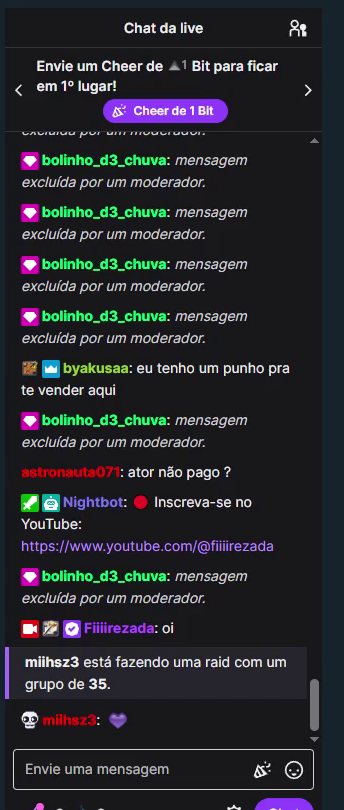 Chat da live
Envie um Cheer de 1 Bit para ficar
em 1º lugar!
Cheer de 1 Bit
excluída por um moderador.
bolinho_d3_chuva: mensagem
excluída por um moderador.
bolinho_d3_chuva: mensagem
excluída por um moderador.
bolinho_d3_chuva: mensagem
excluída por um moderador.
bolinho_d3_chuva: mensagem
excluída por um moderador.
byakusaa: eu tenho um punho pra
te vender aqui
bolinho_d3_chuva: mensagem
excluída por um moderador.
astronauta071: ator não pago ?
Nightbot: 🔴 Inscreva-se no
YouTube:
https://www.youtube.com/@fiiiirezada
bolinho_d3_chuva: mensagem
excluída por um moderador.
Fiiiirezada: oi
miihsz3 está fazendo uma raid com um
grupo de 35.
miihsz3: 💜
Envie uma mensagem